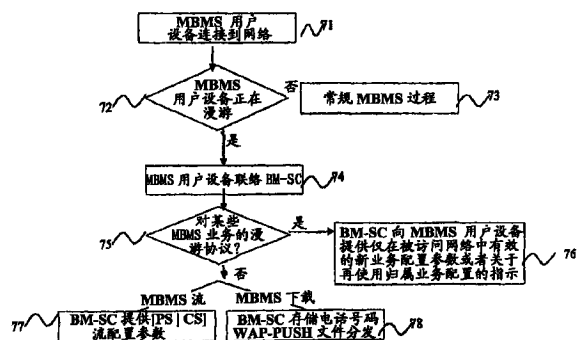 MBMS 用户
设备连接到网络
71
MBMS
用户设备正在
漫游
72
否
常规 MBMS 过程
73
是
MBMS 用户设备联络 BM-SC
74
对某些
MBMS 业务的漫
游协议?
75
是
BM-SC 向 MBMS 用户设备
提供仅在被访问网络中有效
的新业务配置参数或者关于
再使用归属业务配置的指示
76
否
MBMS 流
MBMS 下载
77
BM-SC 提供[PS | CS]
流配置参数
BM-SC 存储电话号码
WAP-PUSH 文件分发
78